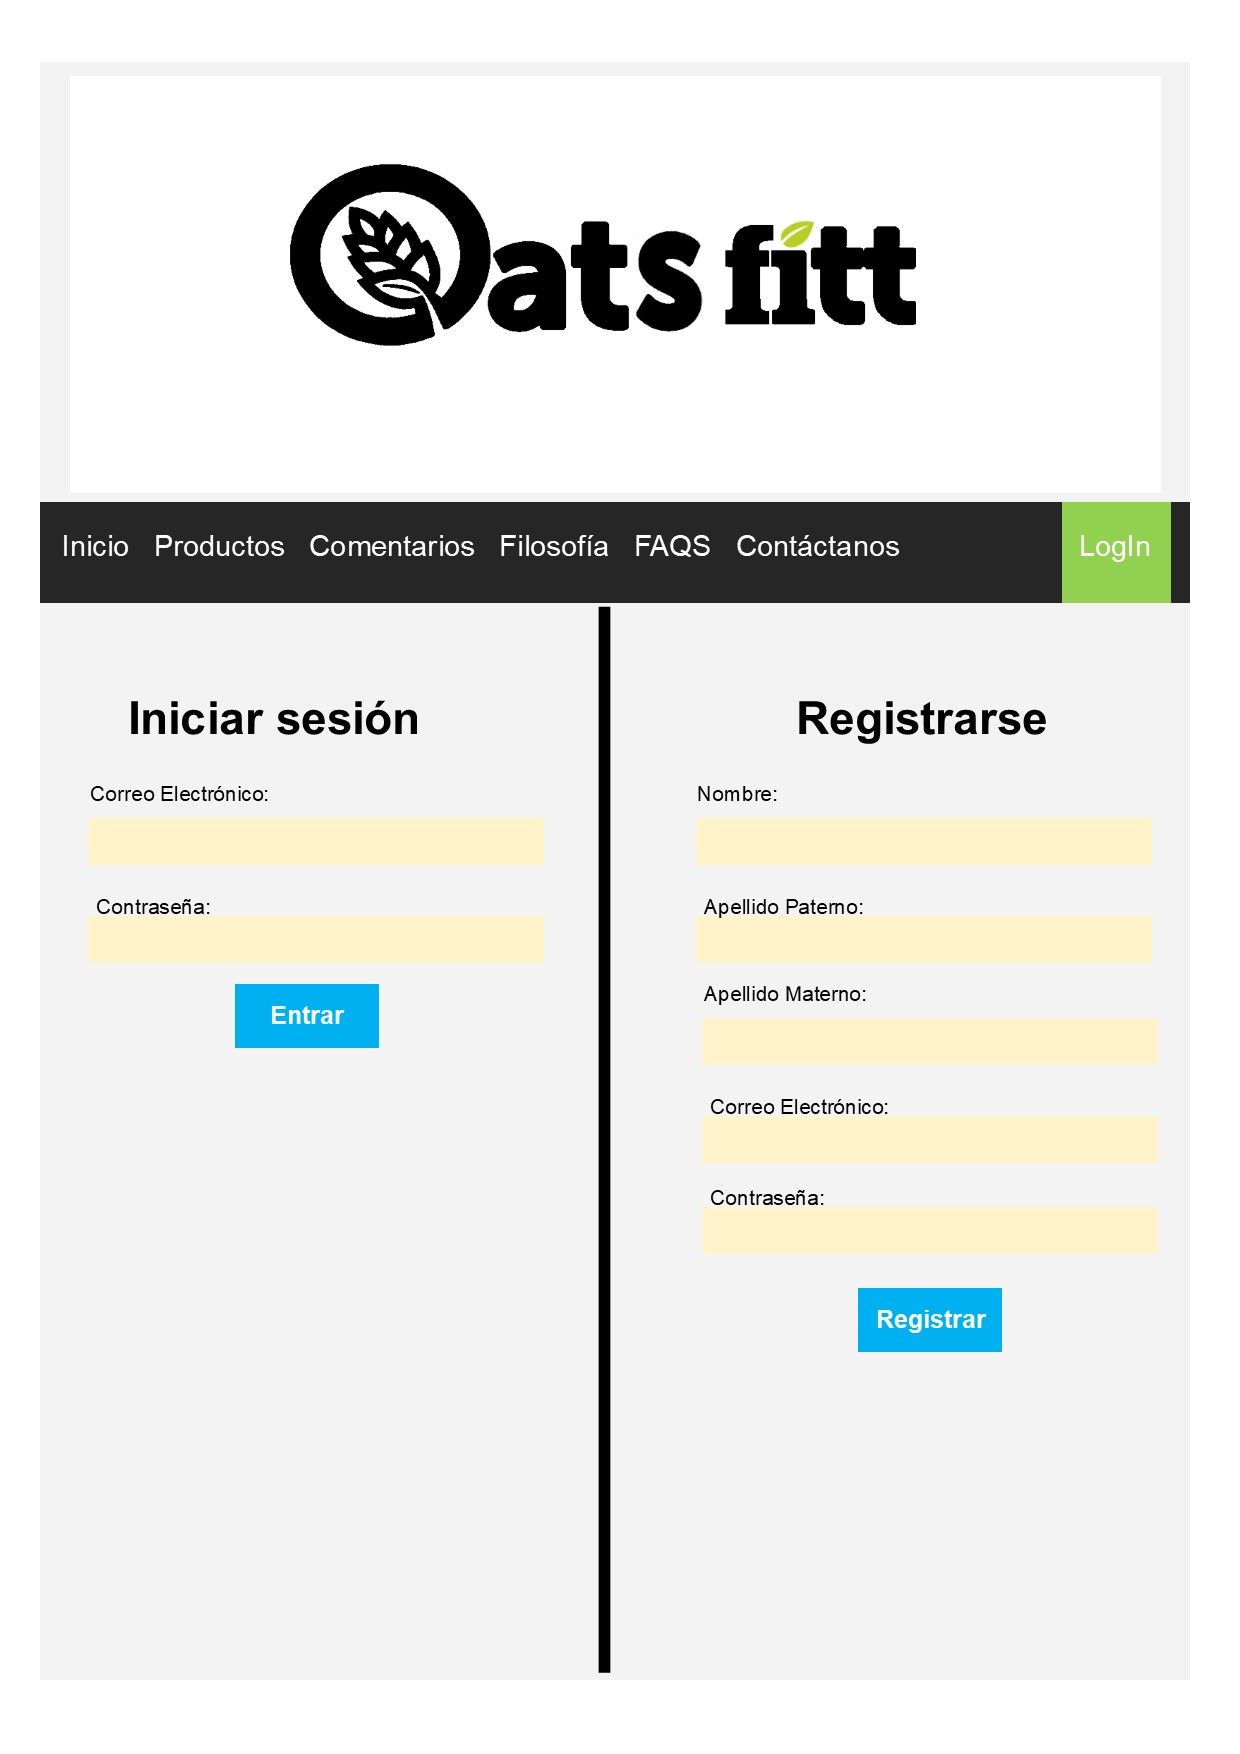 Oats fitt
Inicio Productos Comentarios Filosofía FAQS Contáctanos LogIn
Iniciar sesión
Correo Electrónico:
Contraseña:
Entrar
Registrarse
Nombre:
Apellido Paterno:
Apellido Materno:
Correo Electrónico:
Contraseña:
Registrar